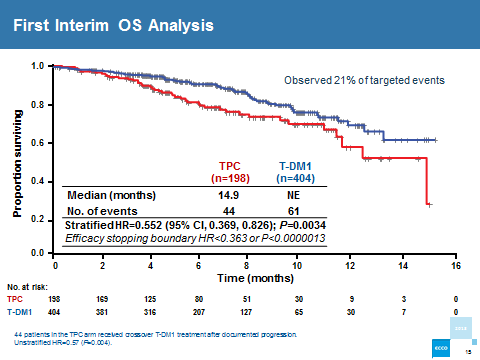 First Interim OS Analysis
Observed 21% of targeted events
Proportion surviving
1.0
0.8
0.6
0.4
0.2
0.0
TPC T-DM1
(n=198) (n=404)
Median (months) 14.9 NE
No. of events 44 61
Stratified HR=0.552 (95% CI, 0.369, 0.826); P=0.0034
Efficacy stopping boundary HR<0.363 or P<0.0000013
0 2 4 6 8 10 12 14 16
Time (months)
No. at risk:
TPC 198 169 125 80 51 30 9 3 0
T-DM1 404 381 316 207 127 65 30 7 0
44 patients in the TPC arm received crossover T-DM1 treatment after documented progression.
Unstratified HR=0.57 (P=0.004).
ECCO
15